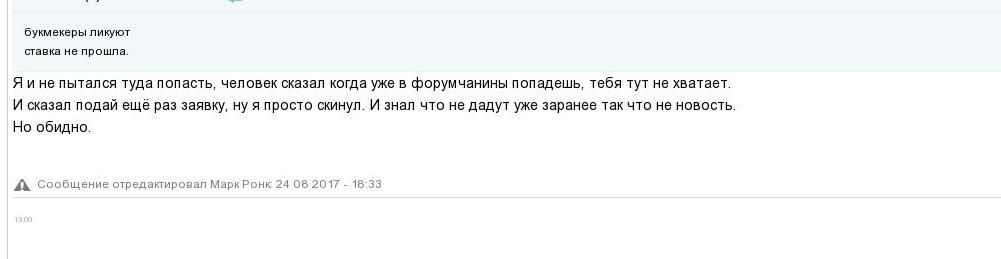 букмекеры ликуют
ставка не прошла.
Я и не пытался туда попасть, человек сказал когда уже в форумчанины попадешь, тебя тут не хватает.
И сказал подай ещё раз заявку, ну я просто скинул. И знал что не дадут уже заранее так что не новость.
Но обидно.
Сообщение отредактировал Марк Ронк: 24 08 2017 - 18:33
13.09